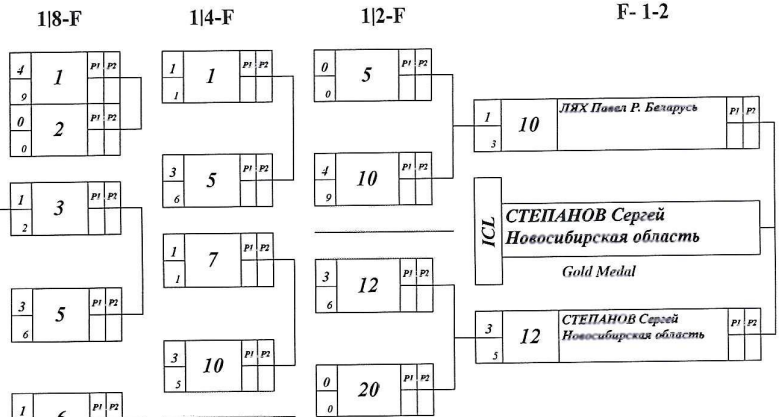 1|8-F 1|4-F 1|2-F F- 1-2
4 9 1 P1 P2
0 0 2 P1 P2
1 2 3 P1 P2
3 6 5 P1 P2
1 6 P1 P2
1 1 1 P1 P2
3 6 5 P1 P2
1 1 7 P1 P2
3 5 10 P1 P2
0 0 5 P1 P2
4 9 10 P1 P2
3 6 12 P1 P2
0 0 20 P1 P2
1 3 10 ЛЯХ Павел Р. Беларусь P1 P2
ICL
СТЕПАНОВ Сергей
Новосибирская область
Gold Medal
3 5 12 СТЕПАНОВ Сергей P1 P2
Новосибирская область